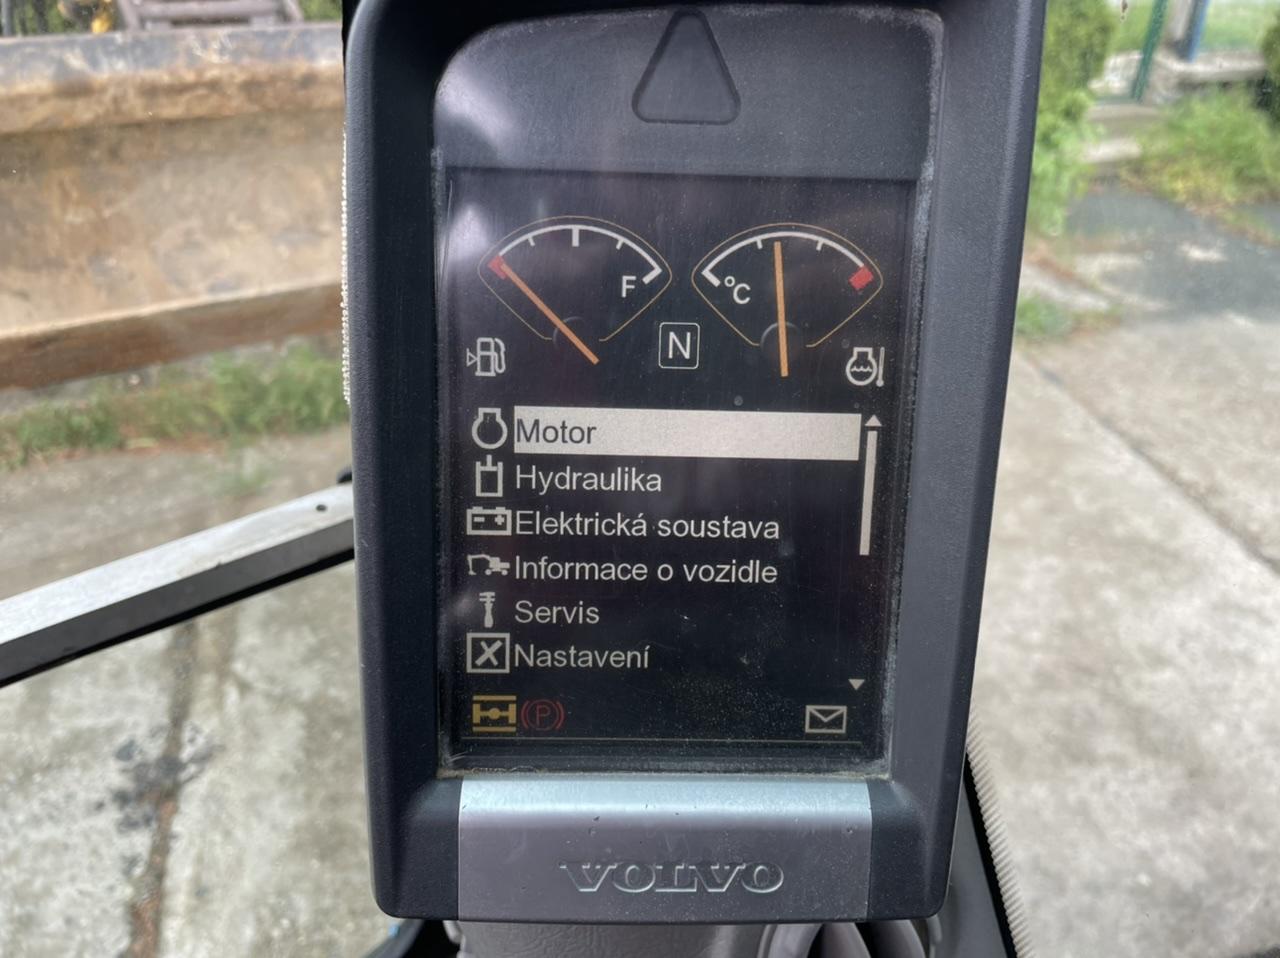 F
°C
N
Motor
Hydraulika
Elektrická soustava
Informace o vozidle
Servis
Nastavení
P
VOLVO